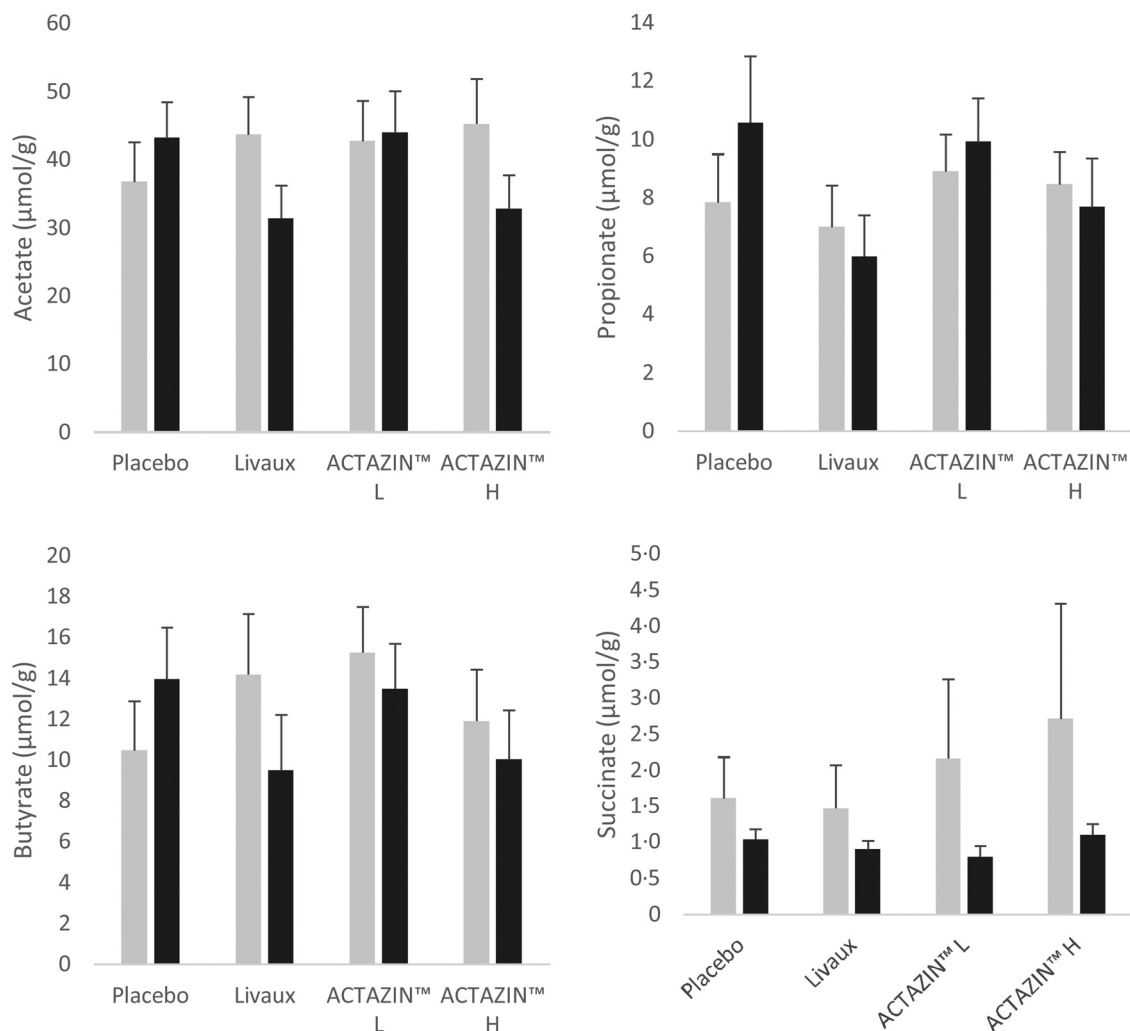 Acetate (µmol/g)
60
50
40
30
20
10
0
Placebo
Livaux
ACTAZIN™ L
ACTAZIN™ H
Propionate (µmol/g)
14
12
10
8
6
4
2
0
Placebo
Livaux
ACTAZIN™ L
ACTAZIN™ H
Butyrate (µmol/g)
20
18
16
14
12
10
8
6
4
2
0
Placebo
Livaux
ACTAZIN™ L
ACTAZIN™ H
Succinate (µmol/g)
5·0
4·5
4·0
3·5
3·0
2·5
2·0
1·5
1·0
0·5
0
Placebo
Livaux
ACTAZIN™ L
ACTAZIN™ H